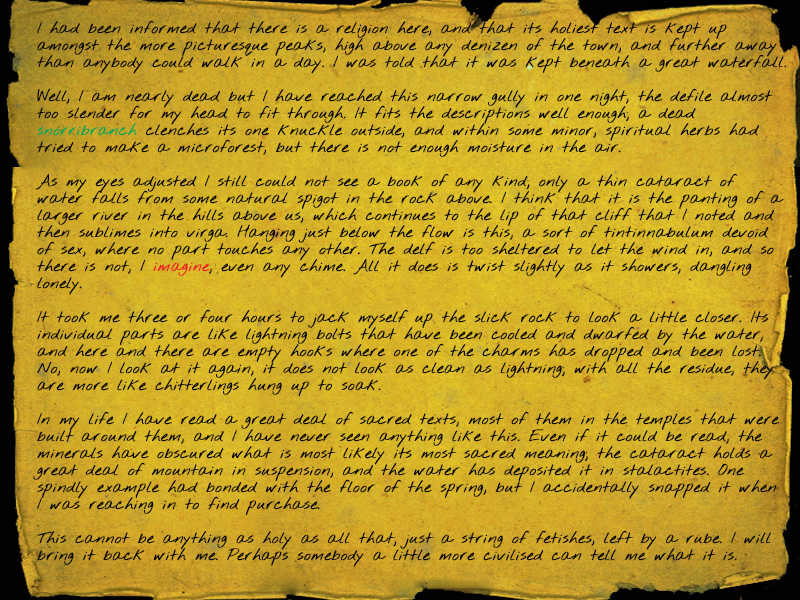 I had been informed that there is a religion here, and that its holiest text is kept up
amongst the more picturesque peaks, high above any denizen of the town, and further away
than anybody could walk in a day. I was told that it was kept beneath a great waterfall.
Well, I am nearly dead but I have reached this narrow gully in one night, the defile almost
too slender for my head to fit through. It fits the descriptions well enough, a dead
snorribranch clenches its one knuckle outside, and within some minor, spiritual herbs had
tried to make a microforest, but there is not enough moisture in the air.
As my eyes adjusted I still could not see a book of any kind, only a thin cataract of
water falls from some natural spigot in the rock above. I think that it is the panting of a
larger river in the hills above us, which continues to the lip of that cliff that I noted and
then sublimes into virga. Hanging just below the flow is this, a sort of tintinnabulum devoid
of sex, where no part touches any other. The delf is too sheltered to let the wind in, and so
there is not, I imagine, even any chime. All it does is twist slightly as it showers, dangling
lonely.
It took me three or four hours to jack myself up the slick rock to look a little closer. Its
individual parts are like lightning bolts that have been cooled and dwarfed by the water,
and here and there are empty hooks where one of the charms has dropped and been lost.
No, now I look at it again, it does not look as clean as lightning, with all the residue, they
are more like chitterlings hung up to soak.
In my life I have read a great deal of sacred texts, most of them in the temples that were
built around them, and I have never seen anything like this. Even if it could be read, the
minerals have obscured what is most likely its most sacred meaning, the cataract holds a
great deal of mountain in suspension, and the water has deposited it in stalactites. One
spindly example had bonded with the floor of the spring, but I accidentally snapped it when
I was reaching in to find purchase.
This cannot be anything as holy as all that, just a string of fetishes, left by a rube. I will
bring it back with me. Perhaps somebody a little more civilised can tell me what it is.